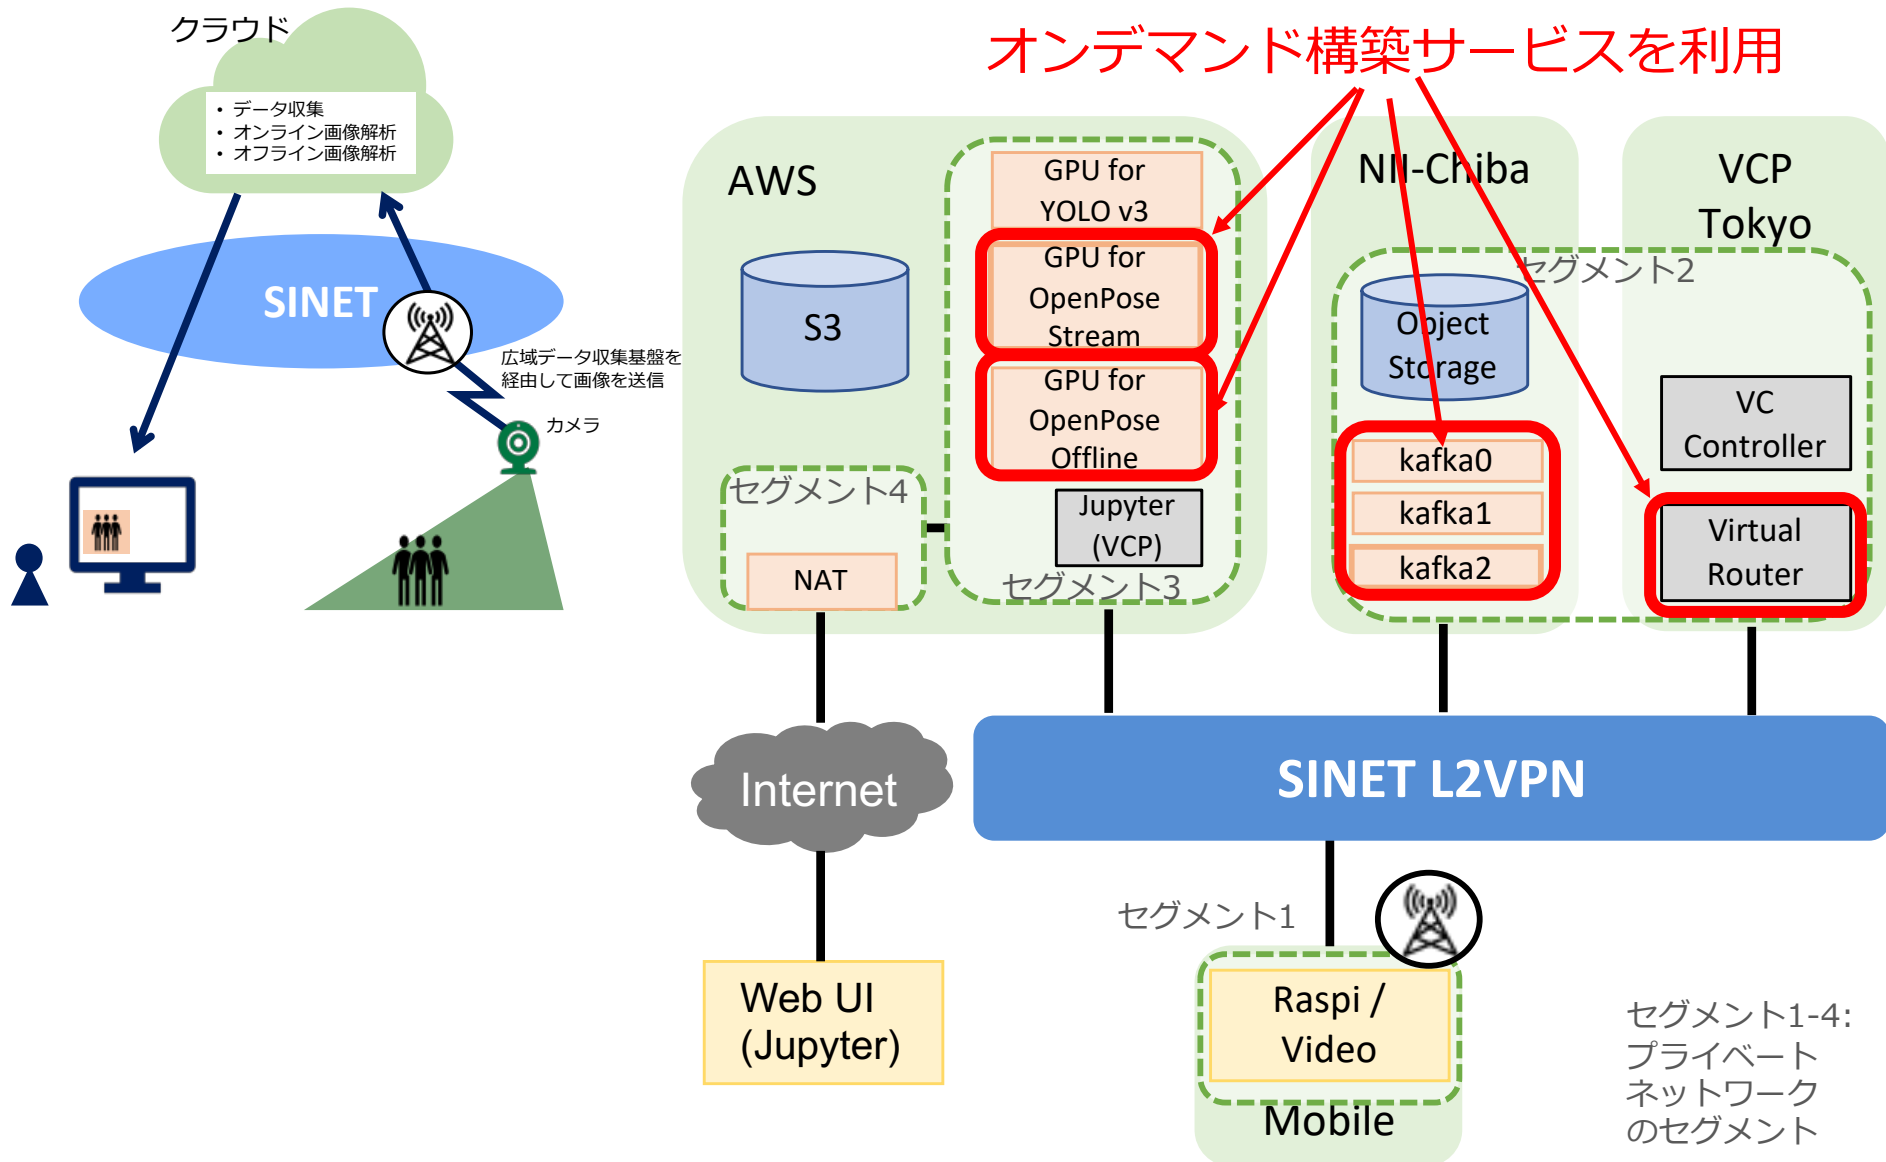 クラウド
• データ収集
• オンライン画像解析
• オフライン画像解析
SINET
広域データ収集基盤を
経由して画像を送信
カメラ
オンデマンド構築サービスを利用
AWS
S3
GPU for
YOLO v3
GPU for
OpenPose
Stream
GPU for
OpenPose
Offline
Jupyter
(VCP)
セグメント3
セグメント4
NAT
NII-Chiba
VCP
Tokyo
セグメント2
Object
Storage
kafka0
kafka1
kafka2
VC
Controller
Virtual
Router
Internet
SINET L2VPN
Web UI
(Jupyter)
セグメント1
Raspi /
Video
Mobile
セグメント1-4:
プライベート
ネットワーク
のセグメント